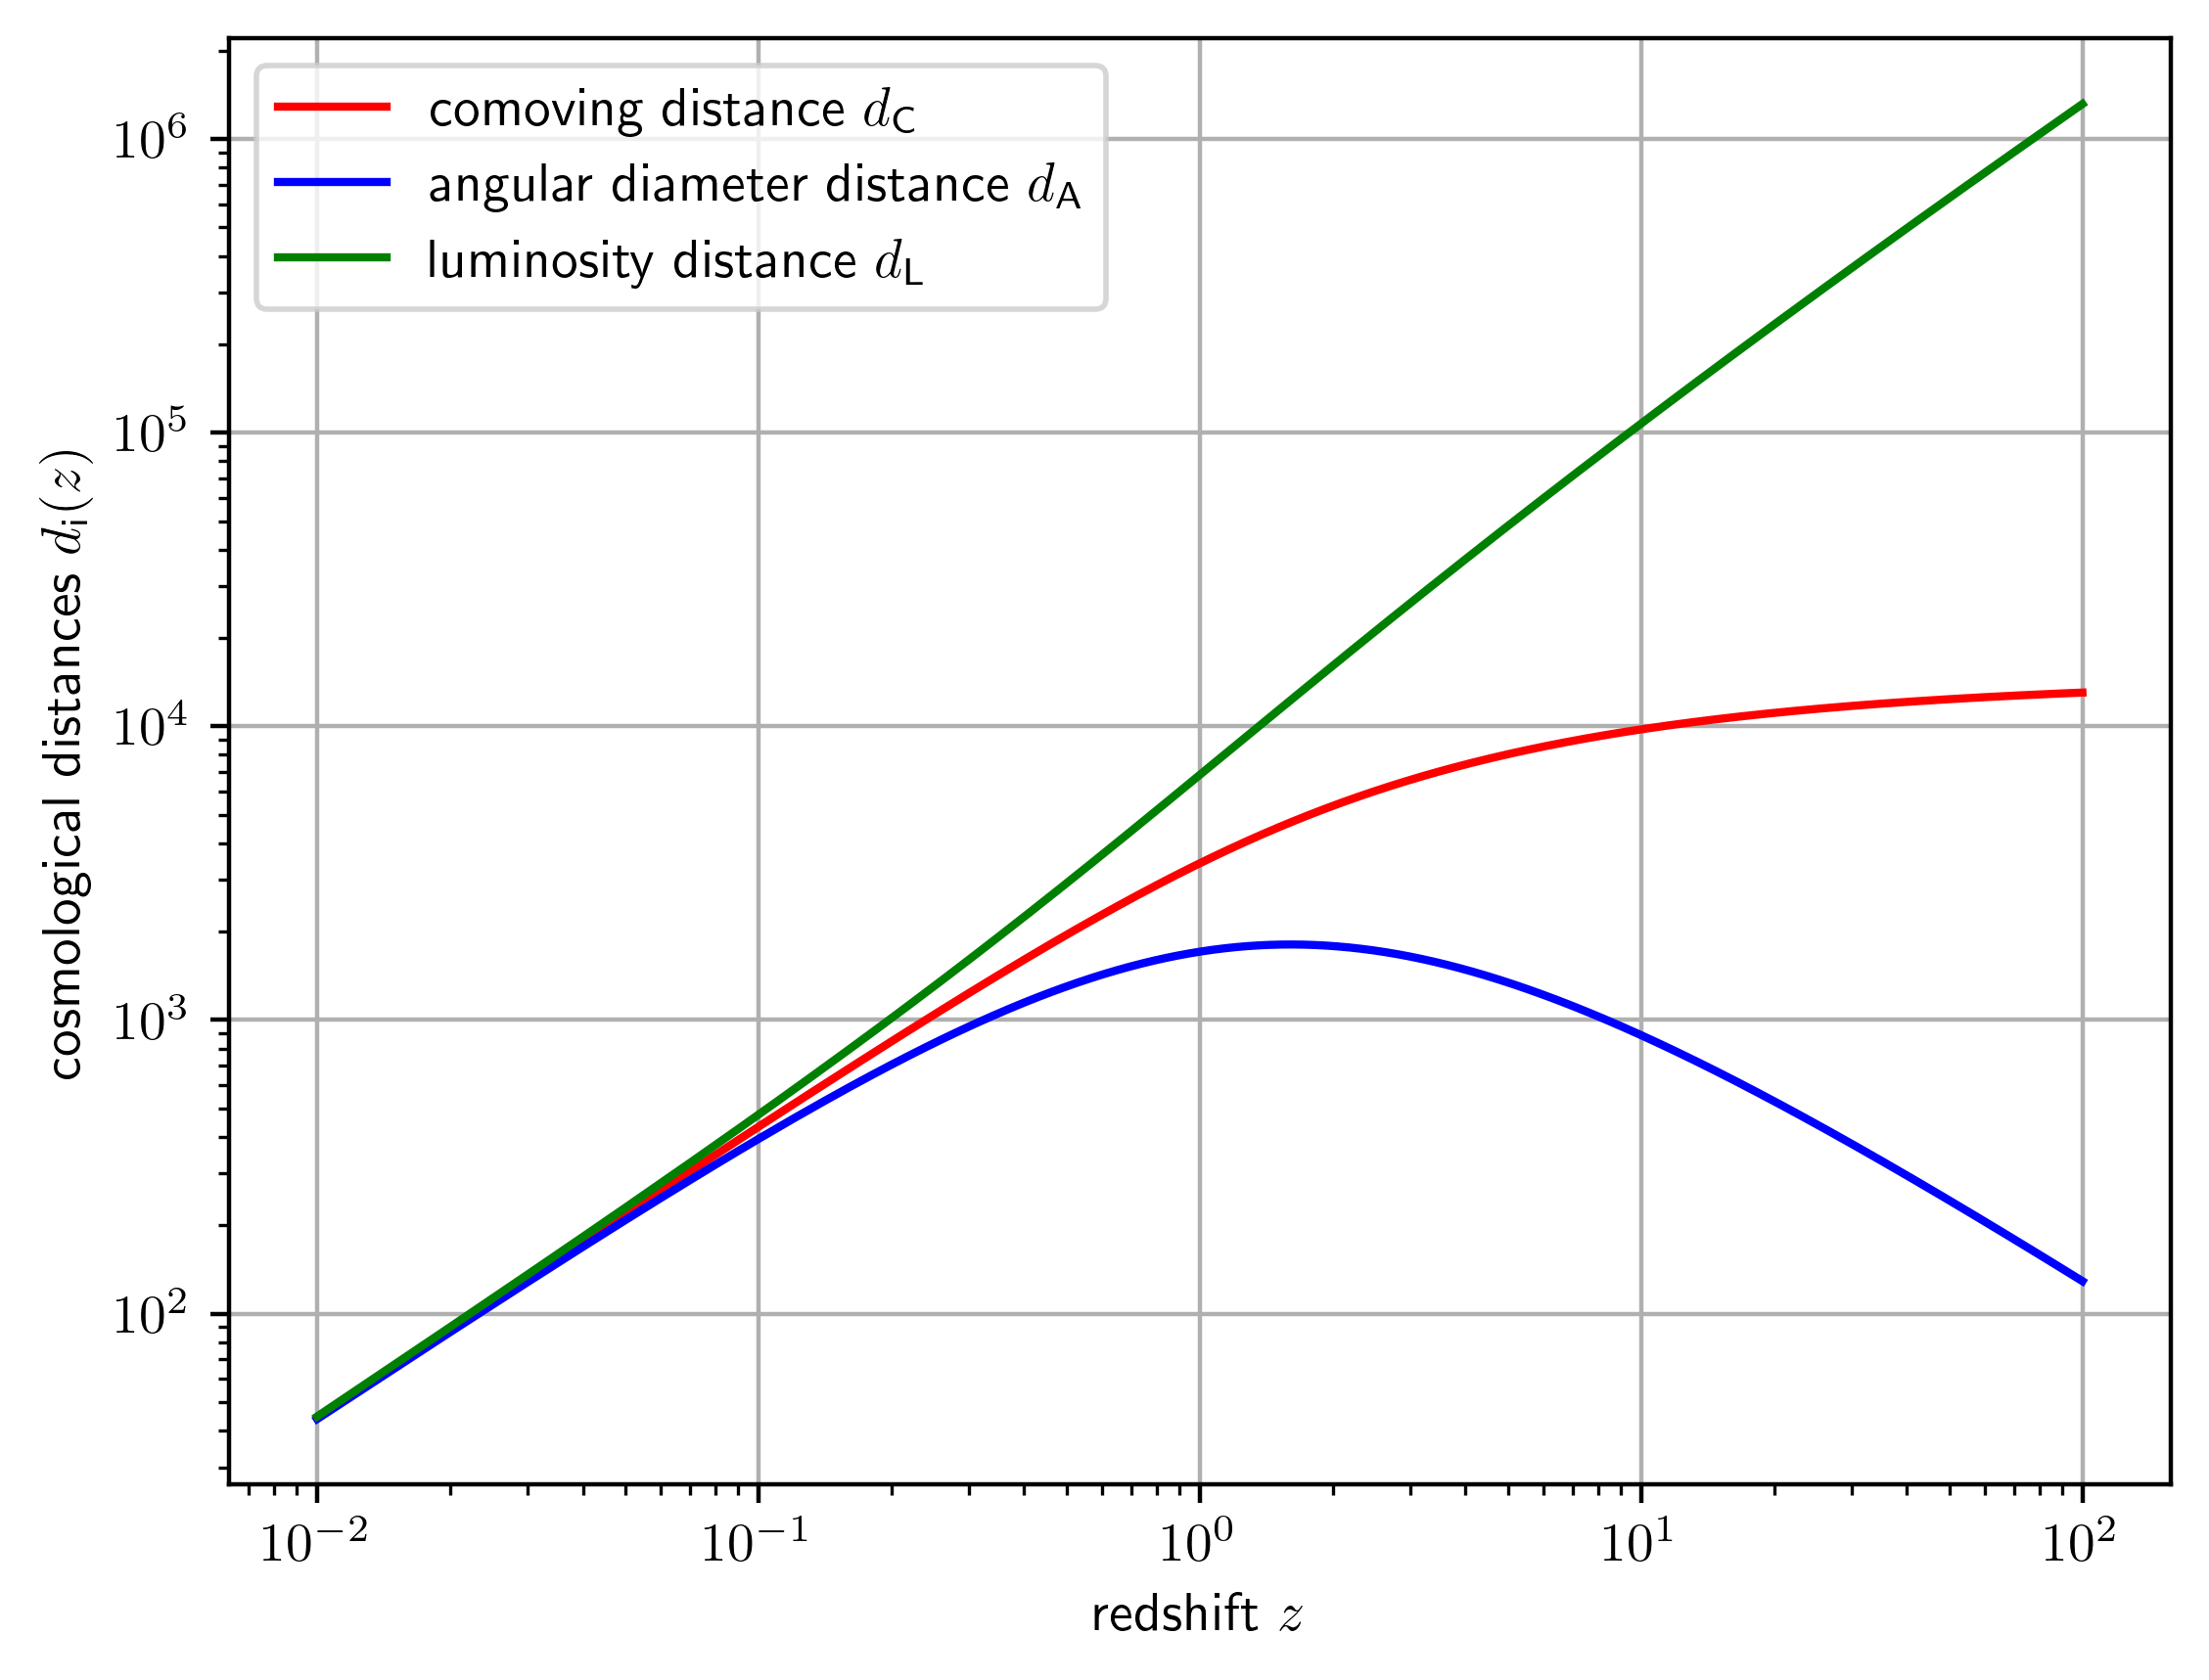 comoving distance d_C
angular diameter distance d_A
luminosity distance d_L
cosmological distances d_i(z)
10^6
10^5
10^4
10^3
10^2
10^−2
10^−1
10^0
10^1
10^2
redshift z